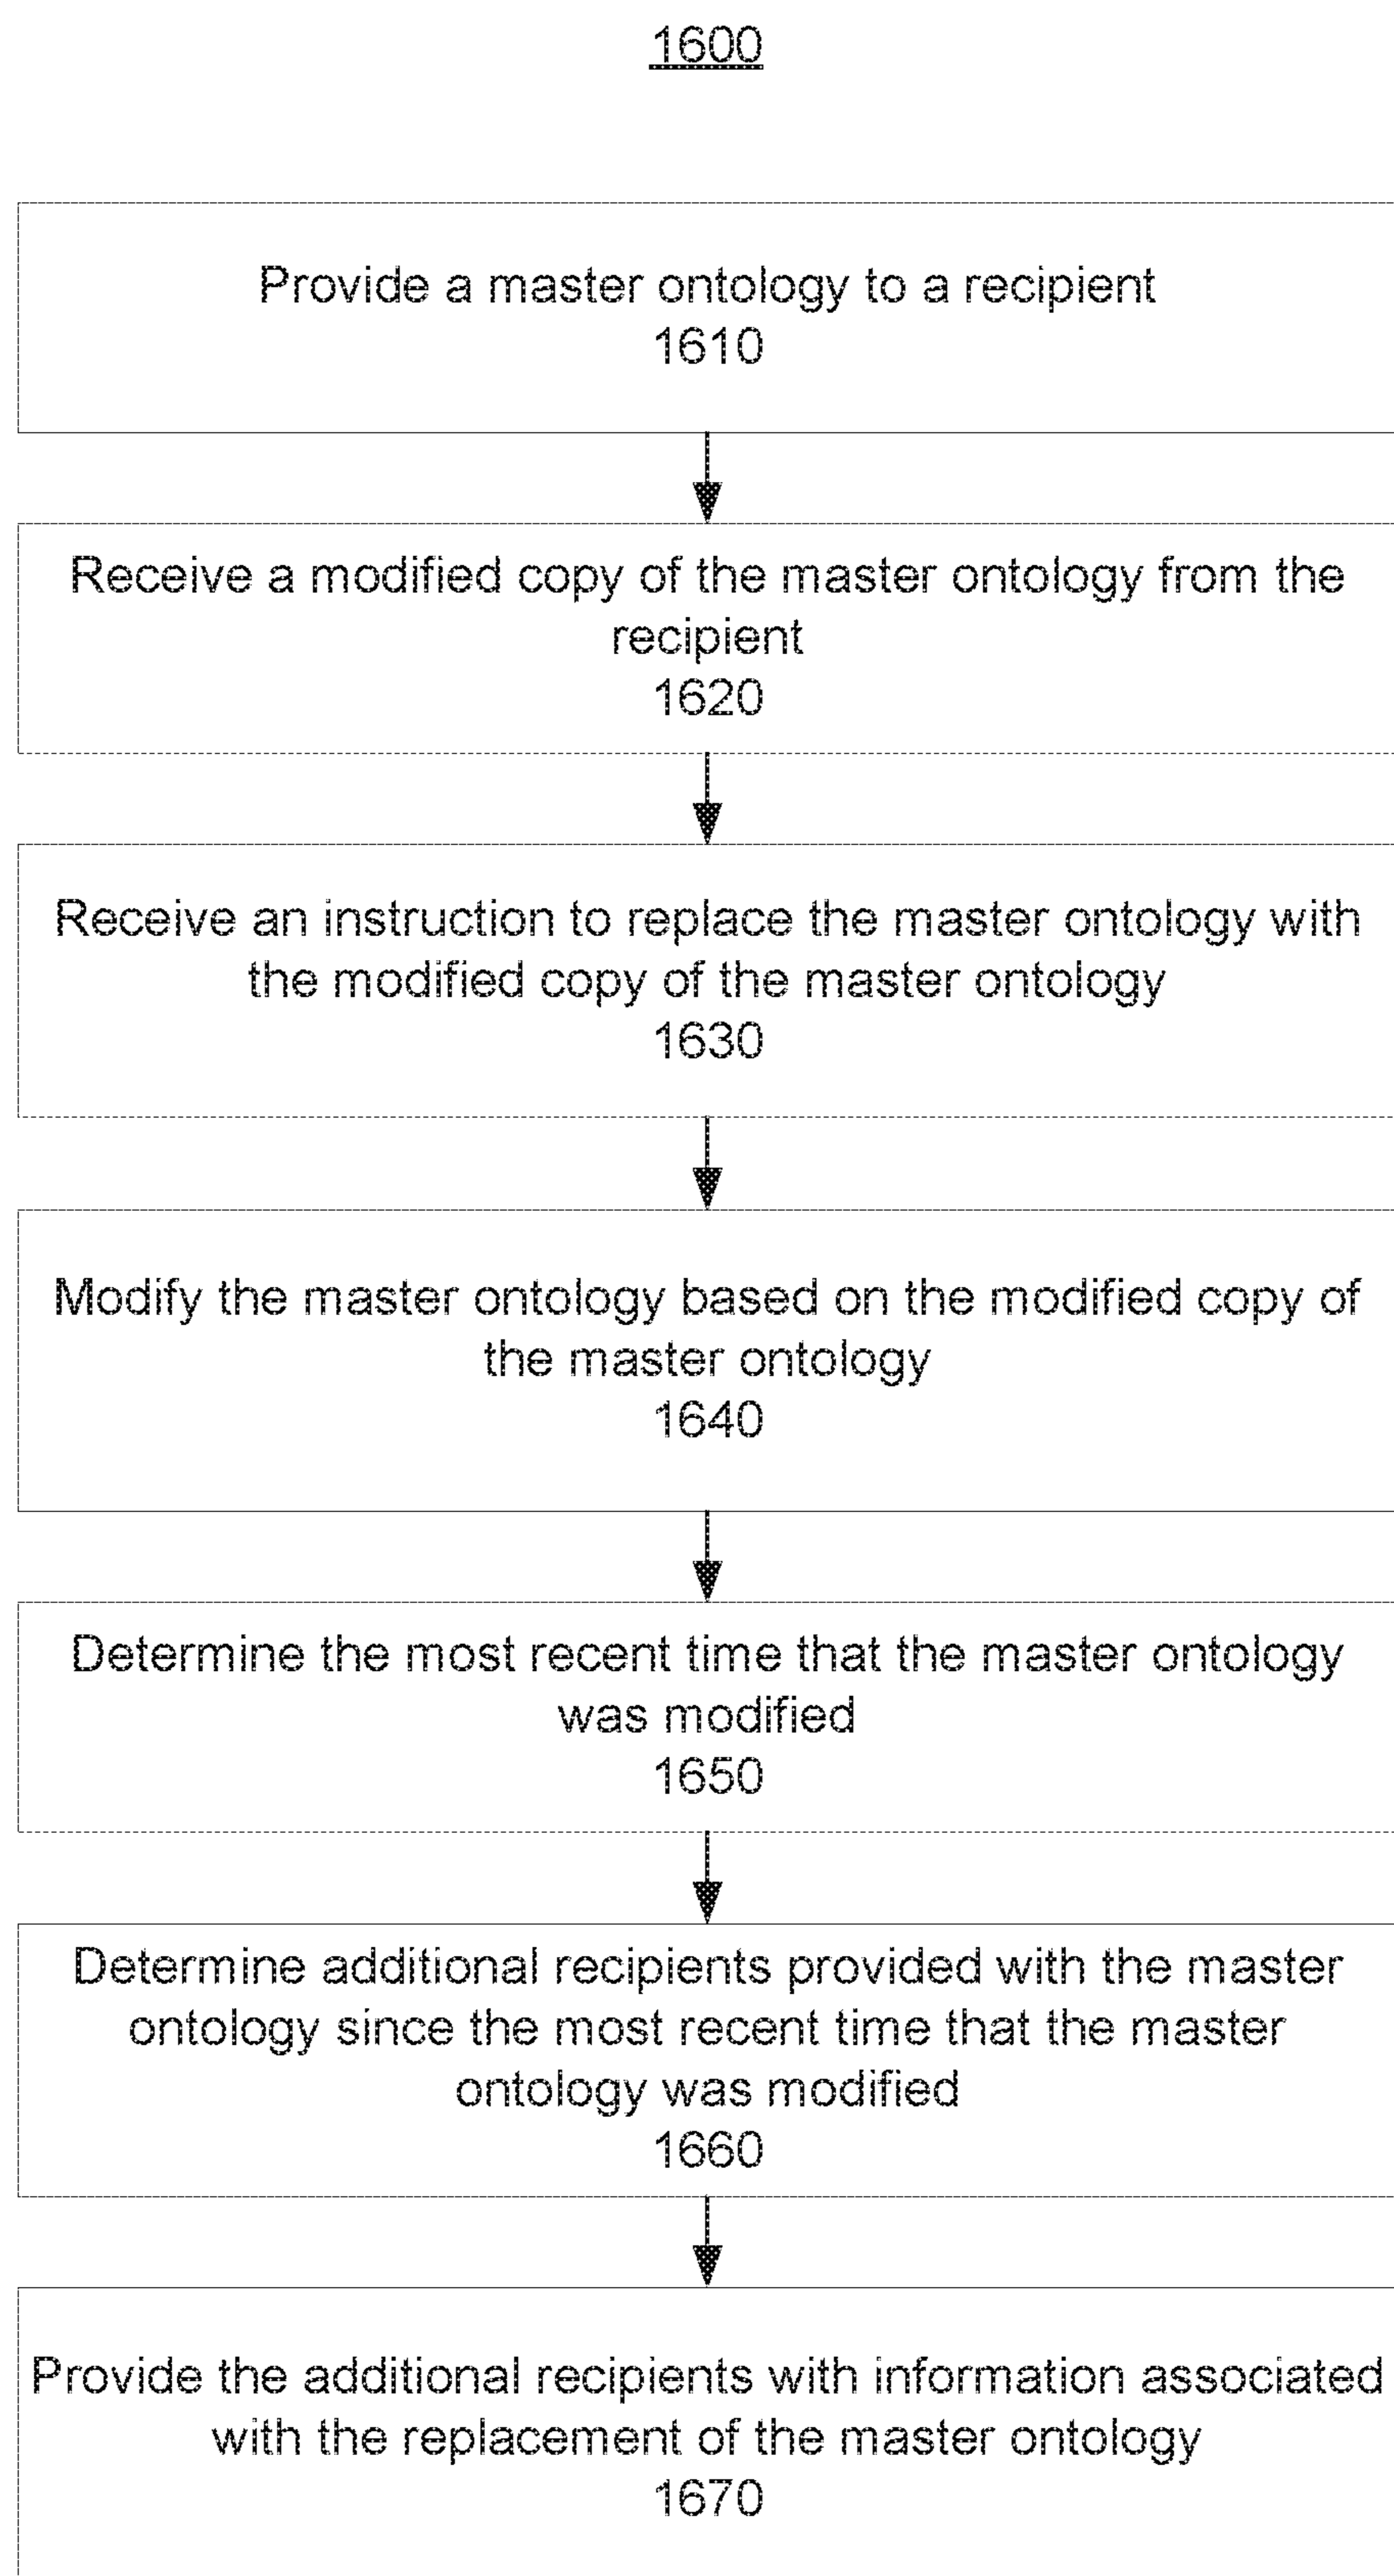 1600
Provide a master ontology to a recipient
1610
Receive a modified copy of the master ontology from the
recipient
1620
Receive an instruction to replace the master ontology with
the modified copy of the master ontology
1630
Modify the master ontology based on the modified copy of
the master ontology
1640
Determine the most recent time that the master ontology
was modified
1650
Determine additional recipients provided with the master
ontology since the most recent time that the master
ontology was modified
1660
Provide the additional recipients with information associated
with the replacement of the master ontology
1670